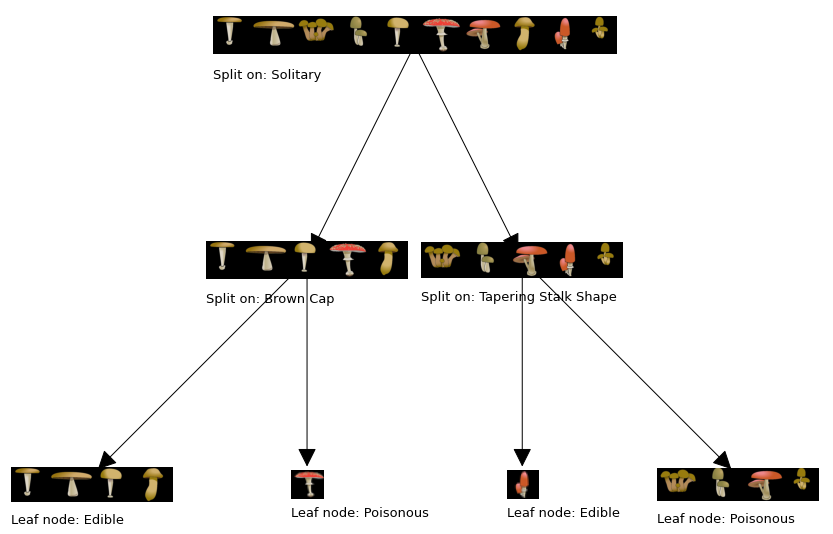 Split on: Solitary
Split on: Brown Cap
Split on: Tapering Stalk Shape
Leaf node: Edible
Leaf node: Poisonous
Leaf node: Edible
Leaf node: Poisonous